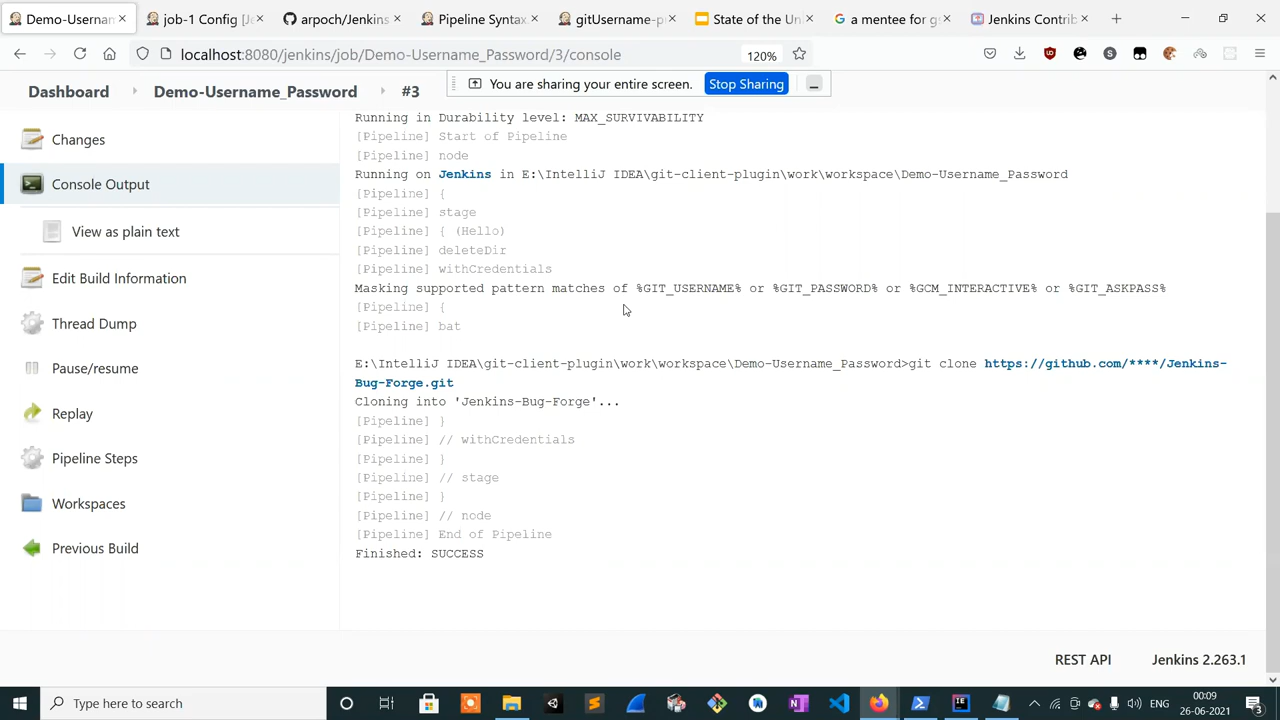 Demo-Usernam
job-1 Config [Je
arpoch/Jenkins
Pipeline Syntax
gitUsername-p
State of the Un
a mentee for g
Jenkins Contrib
localhost:8080/jenkins/job/Demo-Username_Password/3/console
120%
You are sharing your entire screen.
Stop Sharing
Dashboard
Demo-Username_Password
#3
Changes
Console Output
View as plain text
Edit Build Information
Thread Dump
Pause/resume
Replay
Pipeline Steps
Workspaces
Previous Build
Running in Durability level: MAX_SURVIVABILITY
[Pipeline] Start of Pipeline
[Pipeline] node
Running on Jenkins in E:\IntelliJ IDEA\git-client-plugin\work\workspace\Demo-Username_Password
[Pipeline] {
[Pipeline] stage
[Pipeline] { (Hello)
[Pipeline] deleteDir
[Pipeline] withCredentials
Masking supported pattern matches of %GIT_USERNAME% or %GIT_PASSWORD% or %GCM_INTERACTIVE% or %GIT_ASKPASS%
[Pipeline] {
[Pipeline] bat
E:\IntelliJ IDEA\git-client-plugin\work\workspace\Demo-Username_Password>git clone https://github.com/****/Jenkins-
Bug-Forge.git
Cloning into 'Jenkins-Bug-Forge'...
[Pipeline] }
[Pipeline] // withCredentials
[Pipeline] }
[Pipeline] // stage
[Pipeline] }
[Pipeline] // node
[Pipeline] End of Pipeline
Finished: SUCCESS
REST API
Jenkins 2.263.1
Type here to search
ENG
00:09
26-06-2021
3